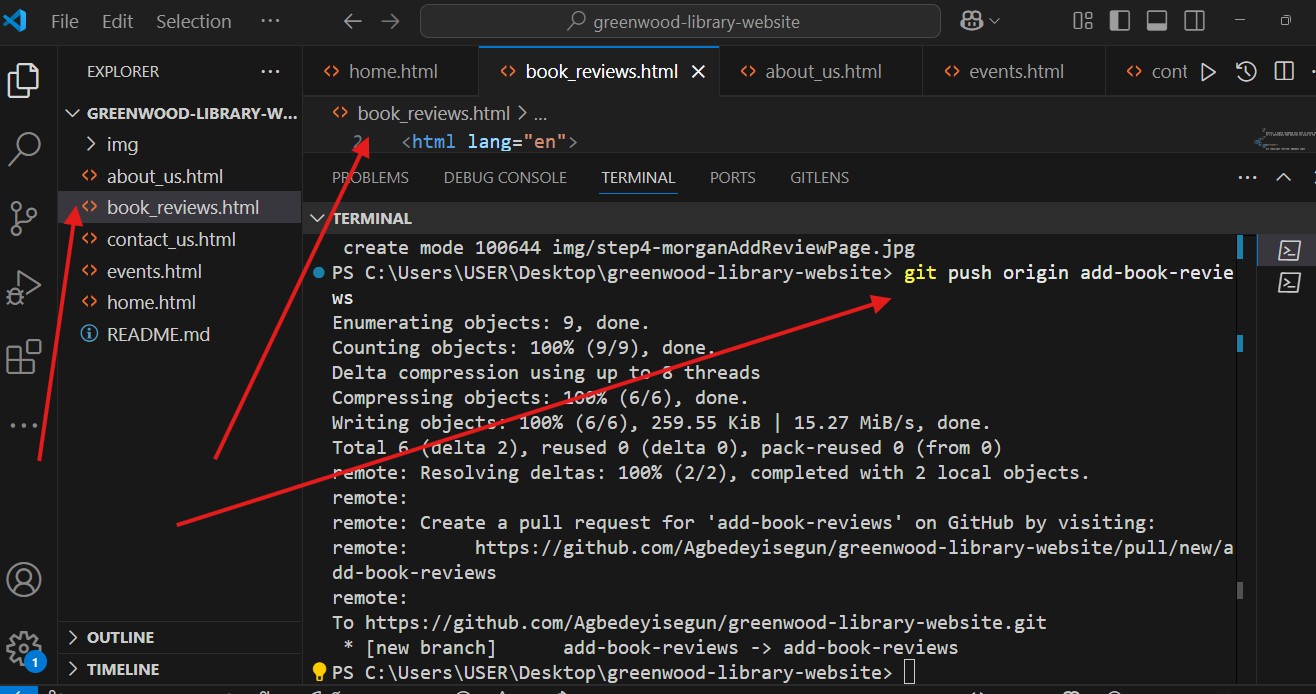 File Edit Selection ···
greenwood-library-website
EXPLORER ···
GREENWOOD-LIBRARY-W...
img
about_us.html
book_reviews.html
contact_us.html
events.html
home.html
README.md
OUTLINE
TIMELINE
1
home.html book_reviews.html about_us.html events.html cont
book_reviews.html > ...
2 <html lang="en">
PROBLEMS DEBUG CONSOLE TERMINAL PORTS GITLENS
TERMINAL
create mode 100644 img/step4-morganAddReviewPage.jpg
PS C:\Users\USER\Desktop\greenwood-library-website> git push origin add-book-revie
ws
Enumerating objects: 9, done.
Counting objects: 100% (9/9), done.
Delta compression using up to 8 threads
Compressing objects: 100% (6/6), done.
Writing objects: 100% (6/6), 259.55 KiB | 15.27 MiB/s, done.
Total 6 (delta 2), reused 0 (delta 0), pack-reused 0 (from 0)
remote: Resolving deltas: 100% (2/2), completed with 2 local objects.
remote:
remote: Create a pull request for 'add-book-reviews' on GitHub by visiting:
remote:      https://github.com/Agbedeyisegun/greenwood-library-website/pull/new/a
dd-book-reviews
remote:
To https://github.com/Agbedeyisegun/greenwood-library-website.git
 * [new branch]      add-book-reviews -> add-book-reviews
PS C:\Users\USER\Desktop\greenwood-library-website>